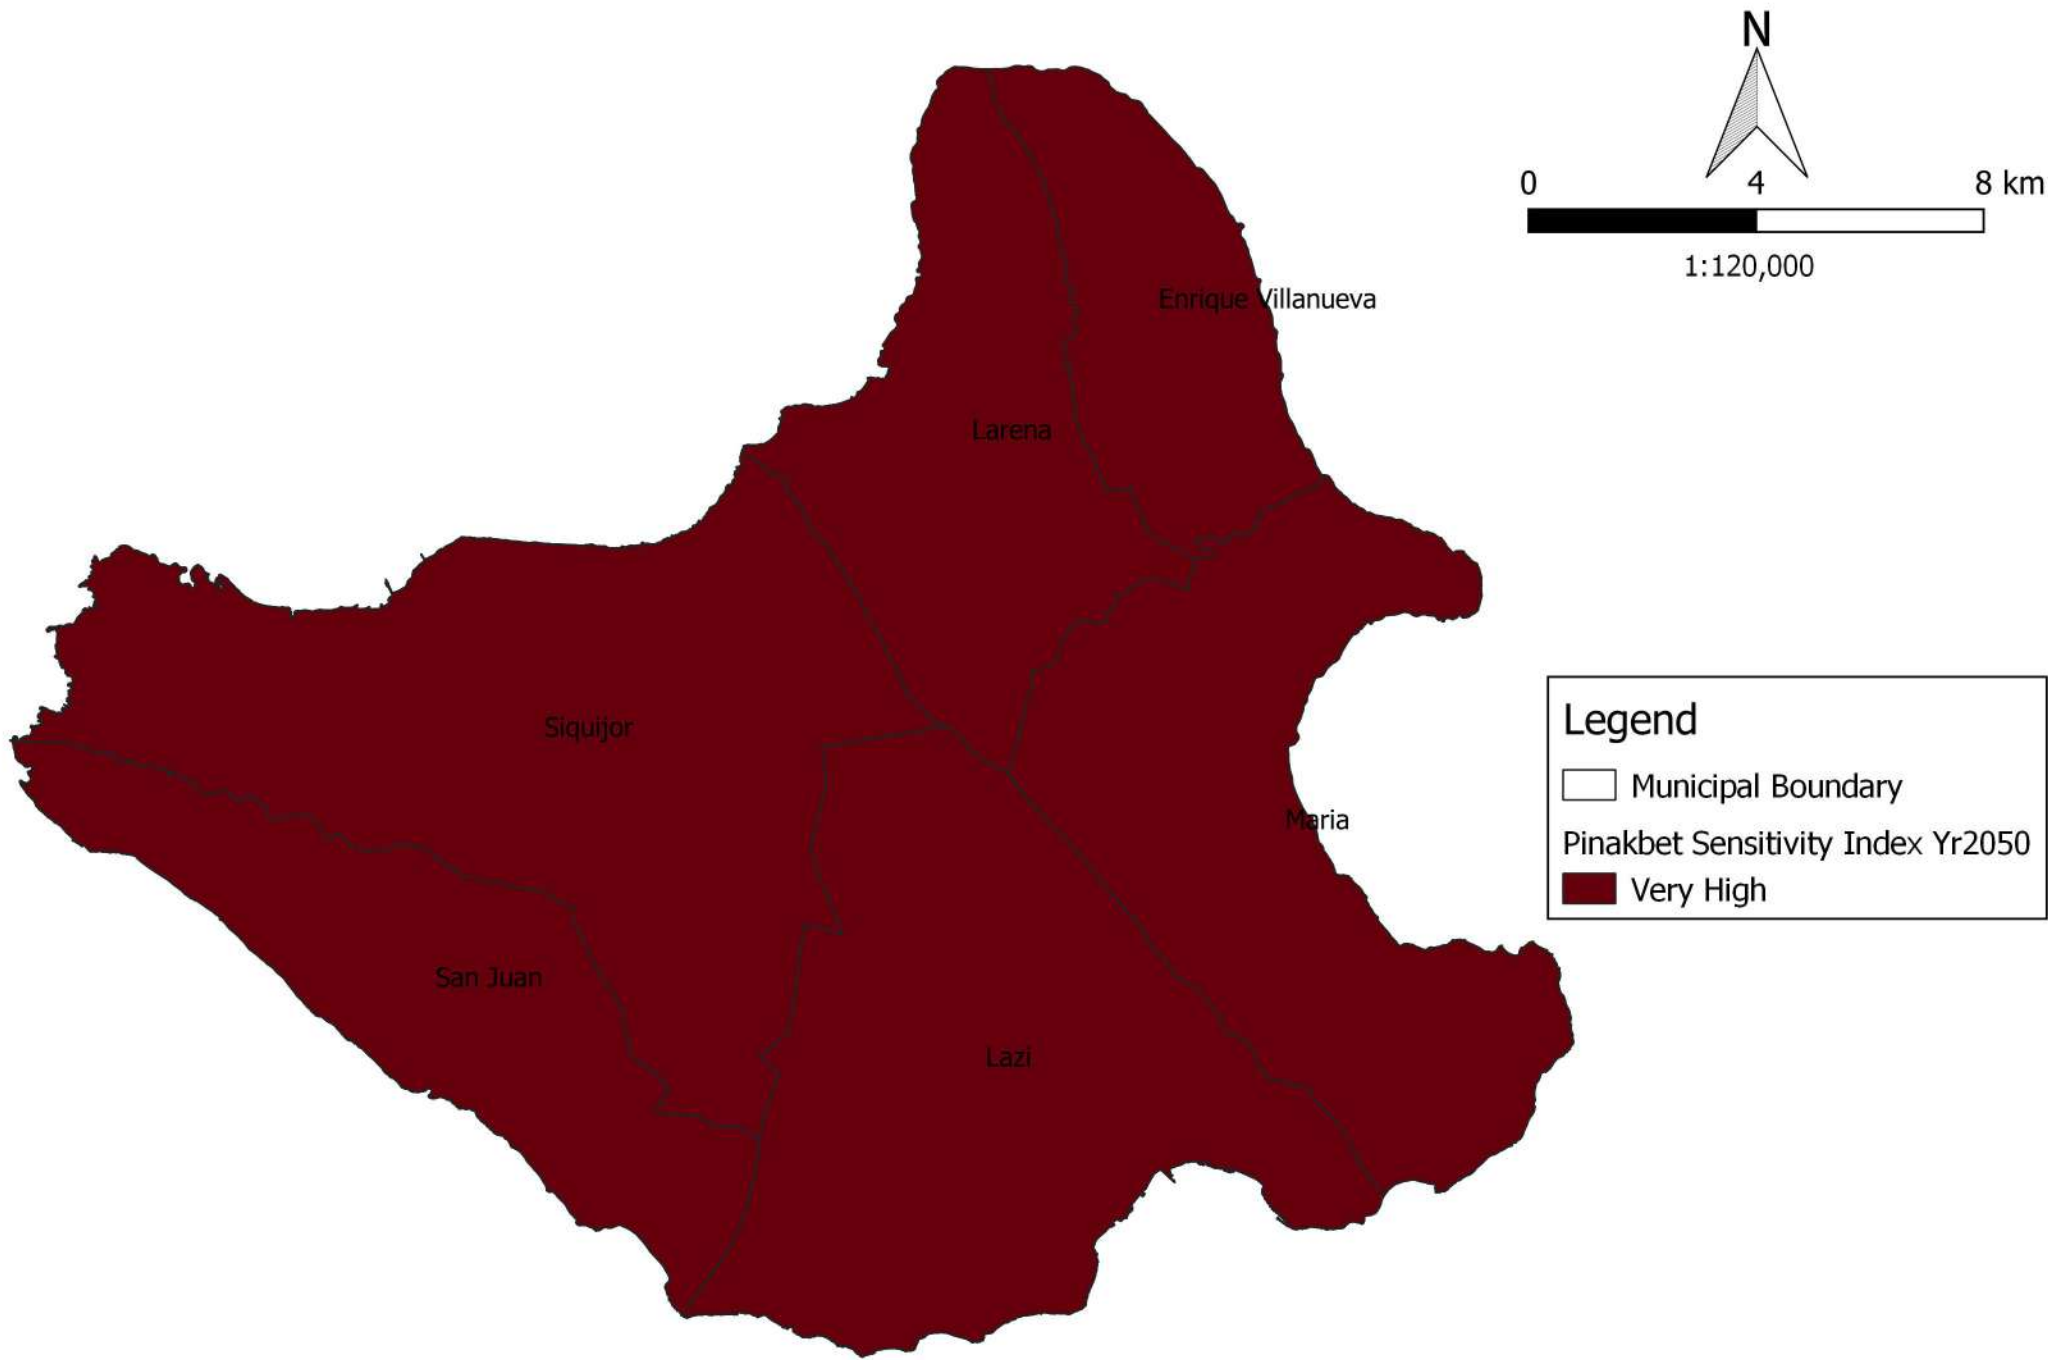 N
0 4 8 km
1:120,000
Enrique Villanueva
Larena
Siquijor
Maria
San Juan
Lazi
Legend
Municipal Boundary
Pinakbet Sensitivity Index Yr2050
Very High